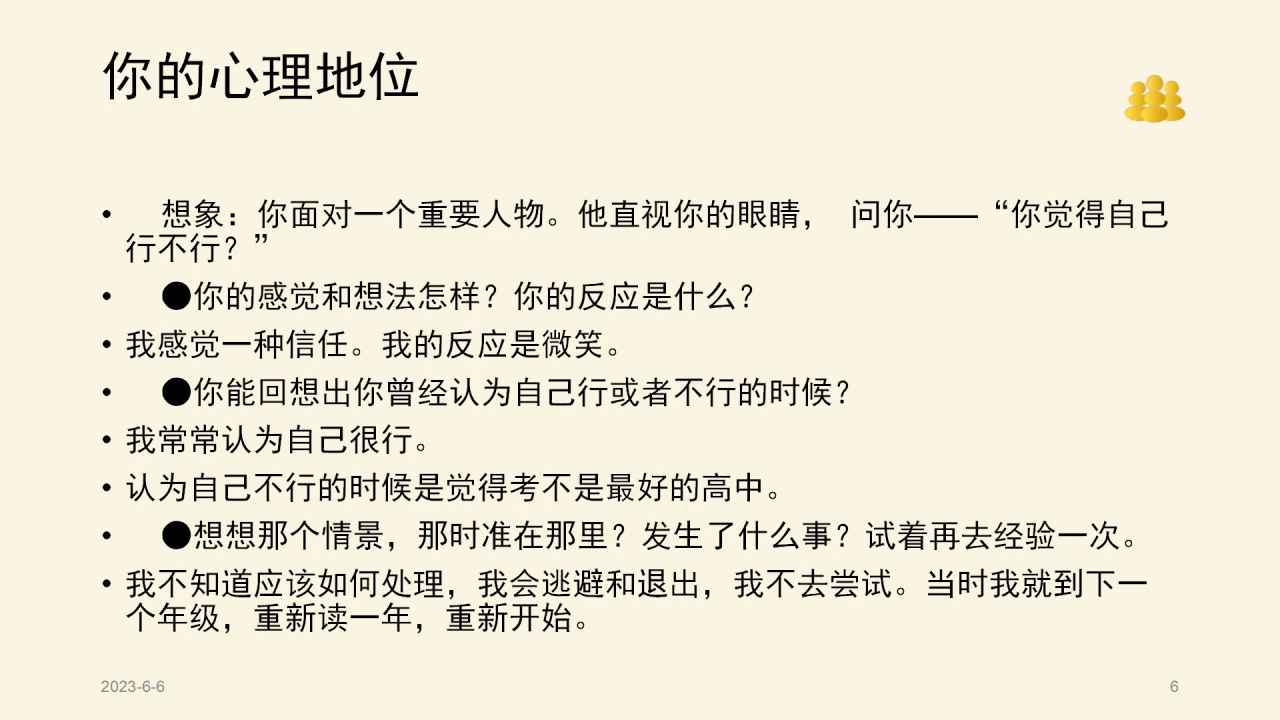 你的心理地位
• 想象：你面对一个重要人物。他直视你的眼睛， 问你——“你觉得自己
行不行？”
• ●你的感觉和想法怎样？你的反应是什么？
• 我感觉一种信任。我的反应是微笑。
• ●你能回想出你曾经认为自己行或者不行的时候？
• 我常常认为自己很行。
• 认为自己不行的时候是觉得考不是最好的高中。
• ●想想那个情景，那时准在那里？发生了什么事？试着再去经验一次。
• 我不知道应该如何处理，我会逃避和退出，我不去尝试。当时我就到下一
个年级，重新读一年，重新开始。
2023-6-6
6